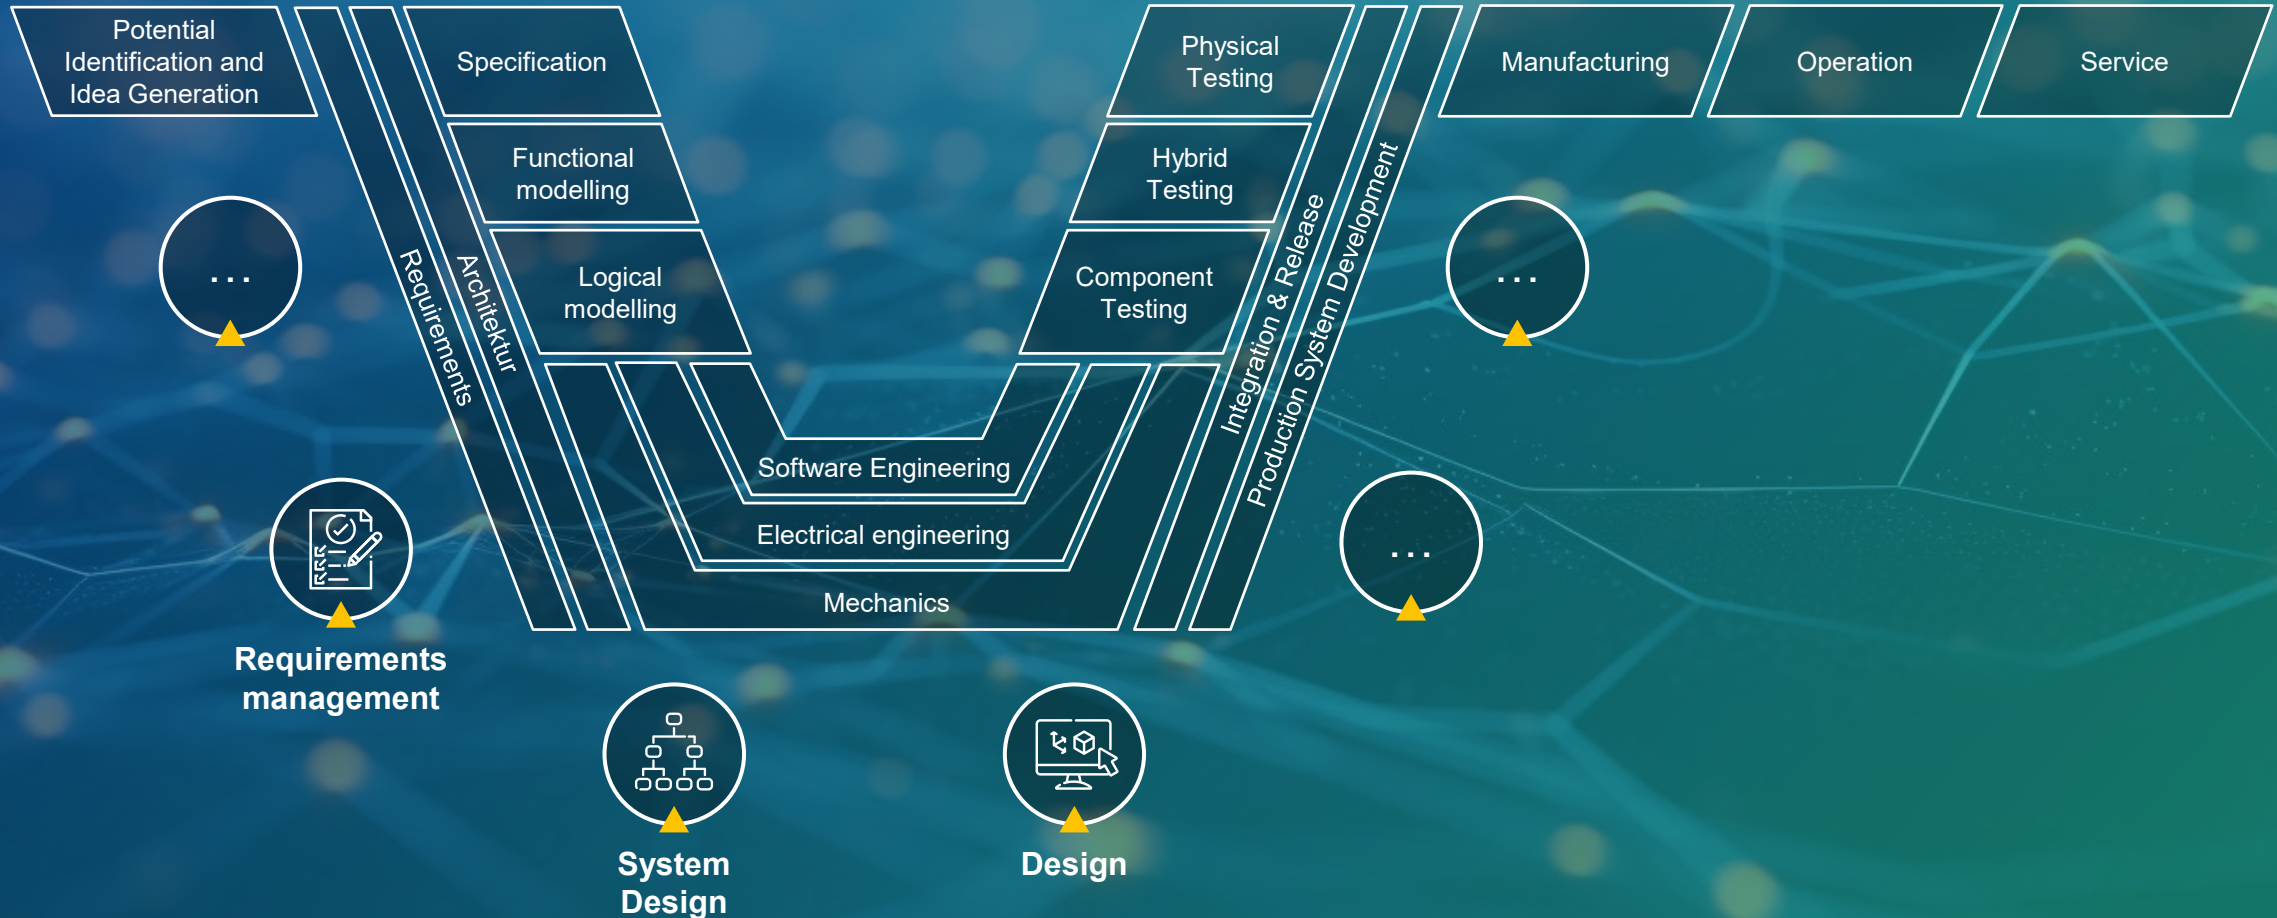 Potential
Identification and
Idea Generation
Requirements
Architektur
Specification
Functional
modelling
Logical
modelling
Software Engineering
Electrical engineering
Mechanics
Physical
Testing
Hybrid
Testing
Component
Testing
Integration & Release
Production System Development
Manufacturing
Operation
Service
...
Requirements
management
System
Design
Design
...
...